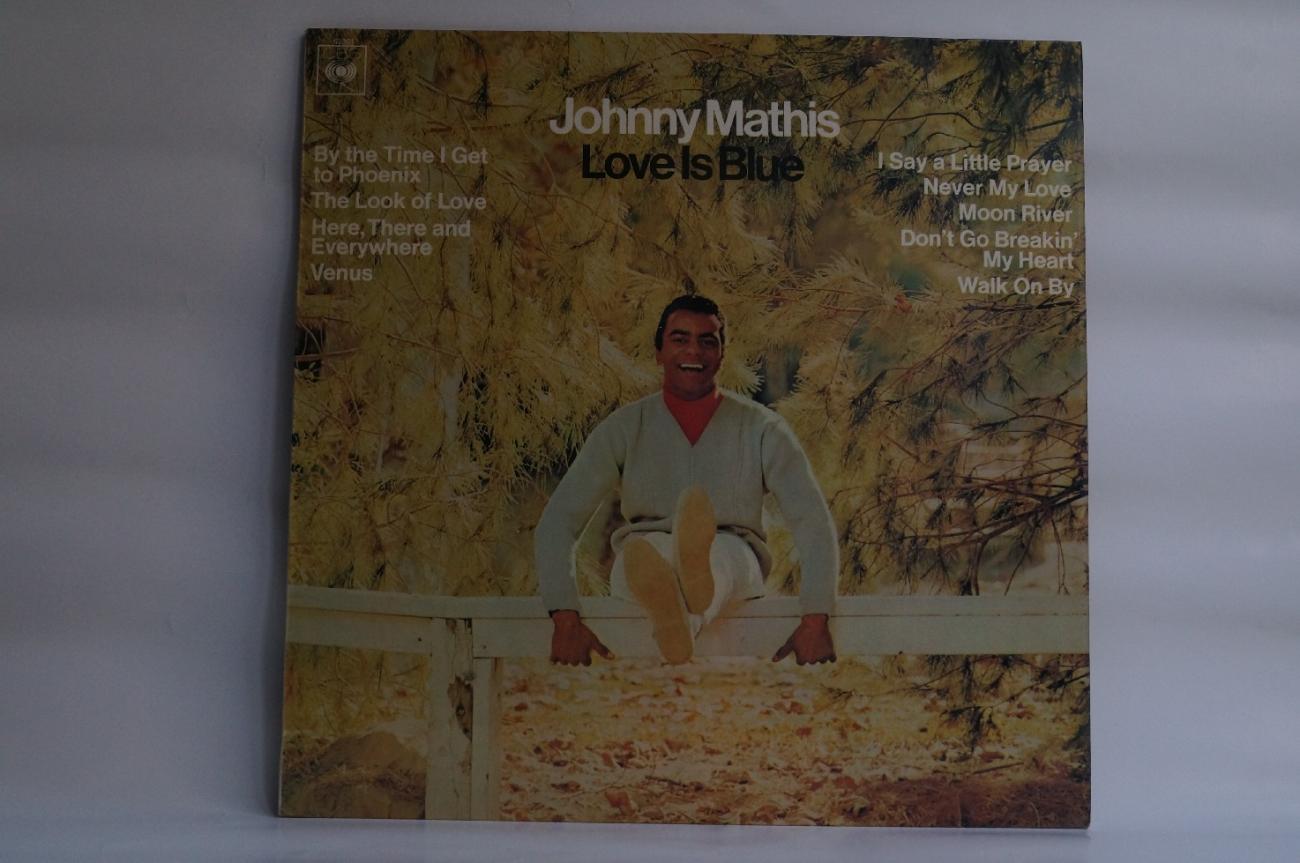 Johnny Mathis
Love Is Blue
By the Time I Get
to Phoenix
The Look of Love
Here, There and
Everywhere
Venus
I Say a Little Prayer
Never My Love
Moon River
Don't Go Breakin'
My Heart
Walk On By